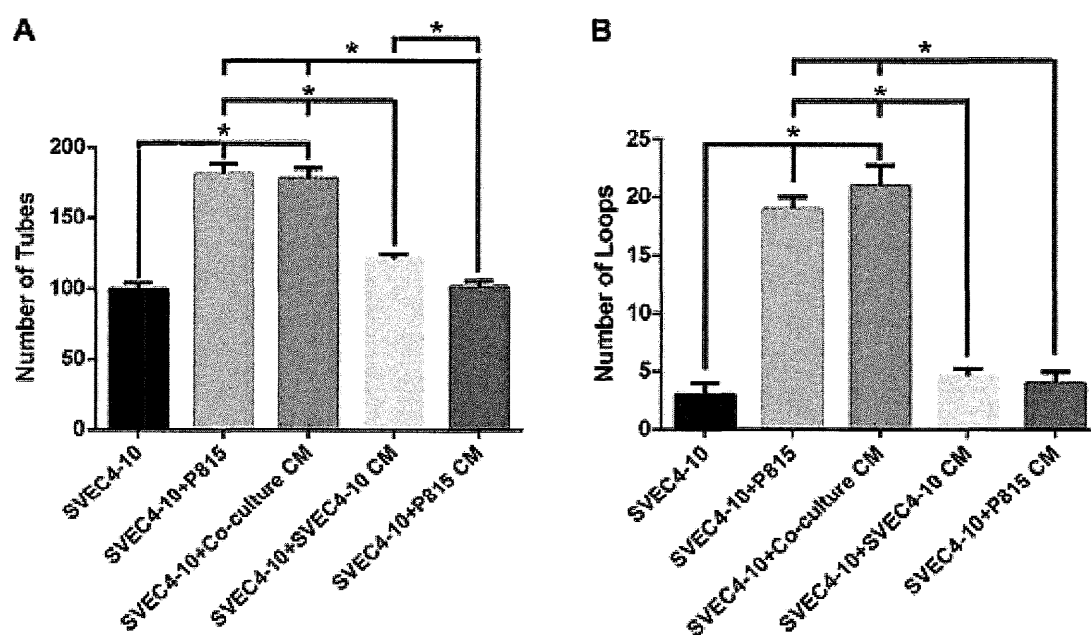 A
*
*
*
*
Number of Tubes
200
150
100
50
0
SVEC4-10
SVEC4-10+P815
SVEC4-10+Co-culture CM
SVEC4-10+SVEC4-10 CM
SVEC4-10+P815 CM
B
*
*
*
Number of Loops
25
20
15
10
5
0
SVEC4-10
SVEC4-10+P815
SVEC4-10+Co-culture CM
SVEC4-10+SVEC4-10 CM
SVEC4-10+P815 CM